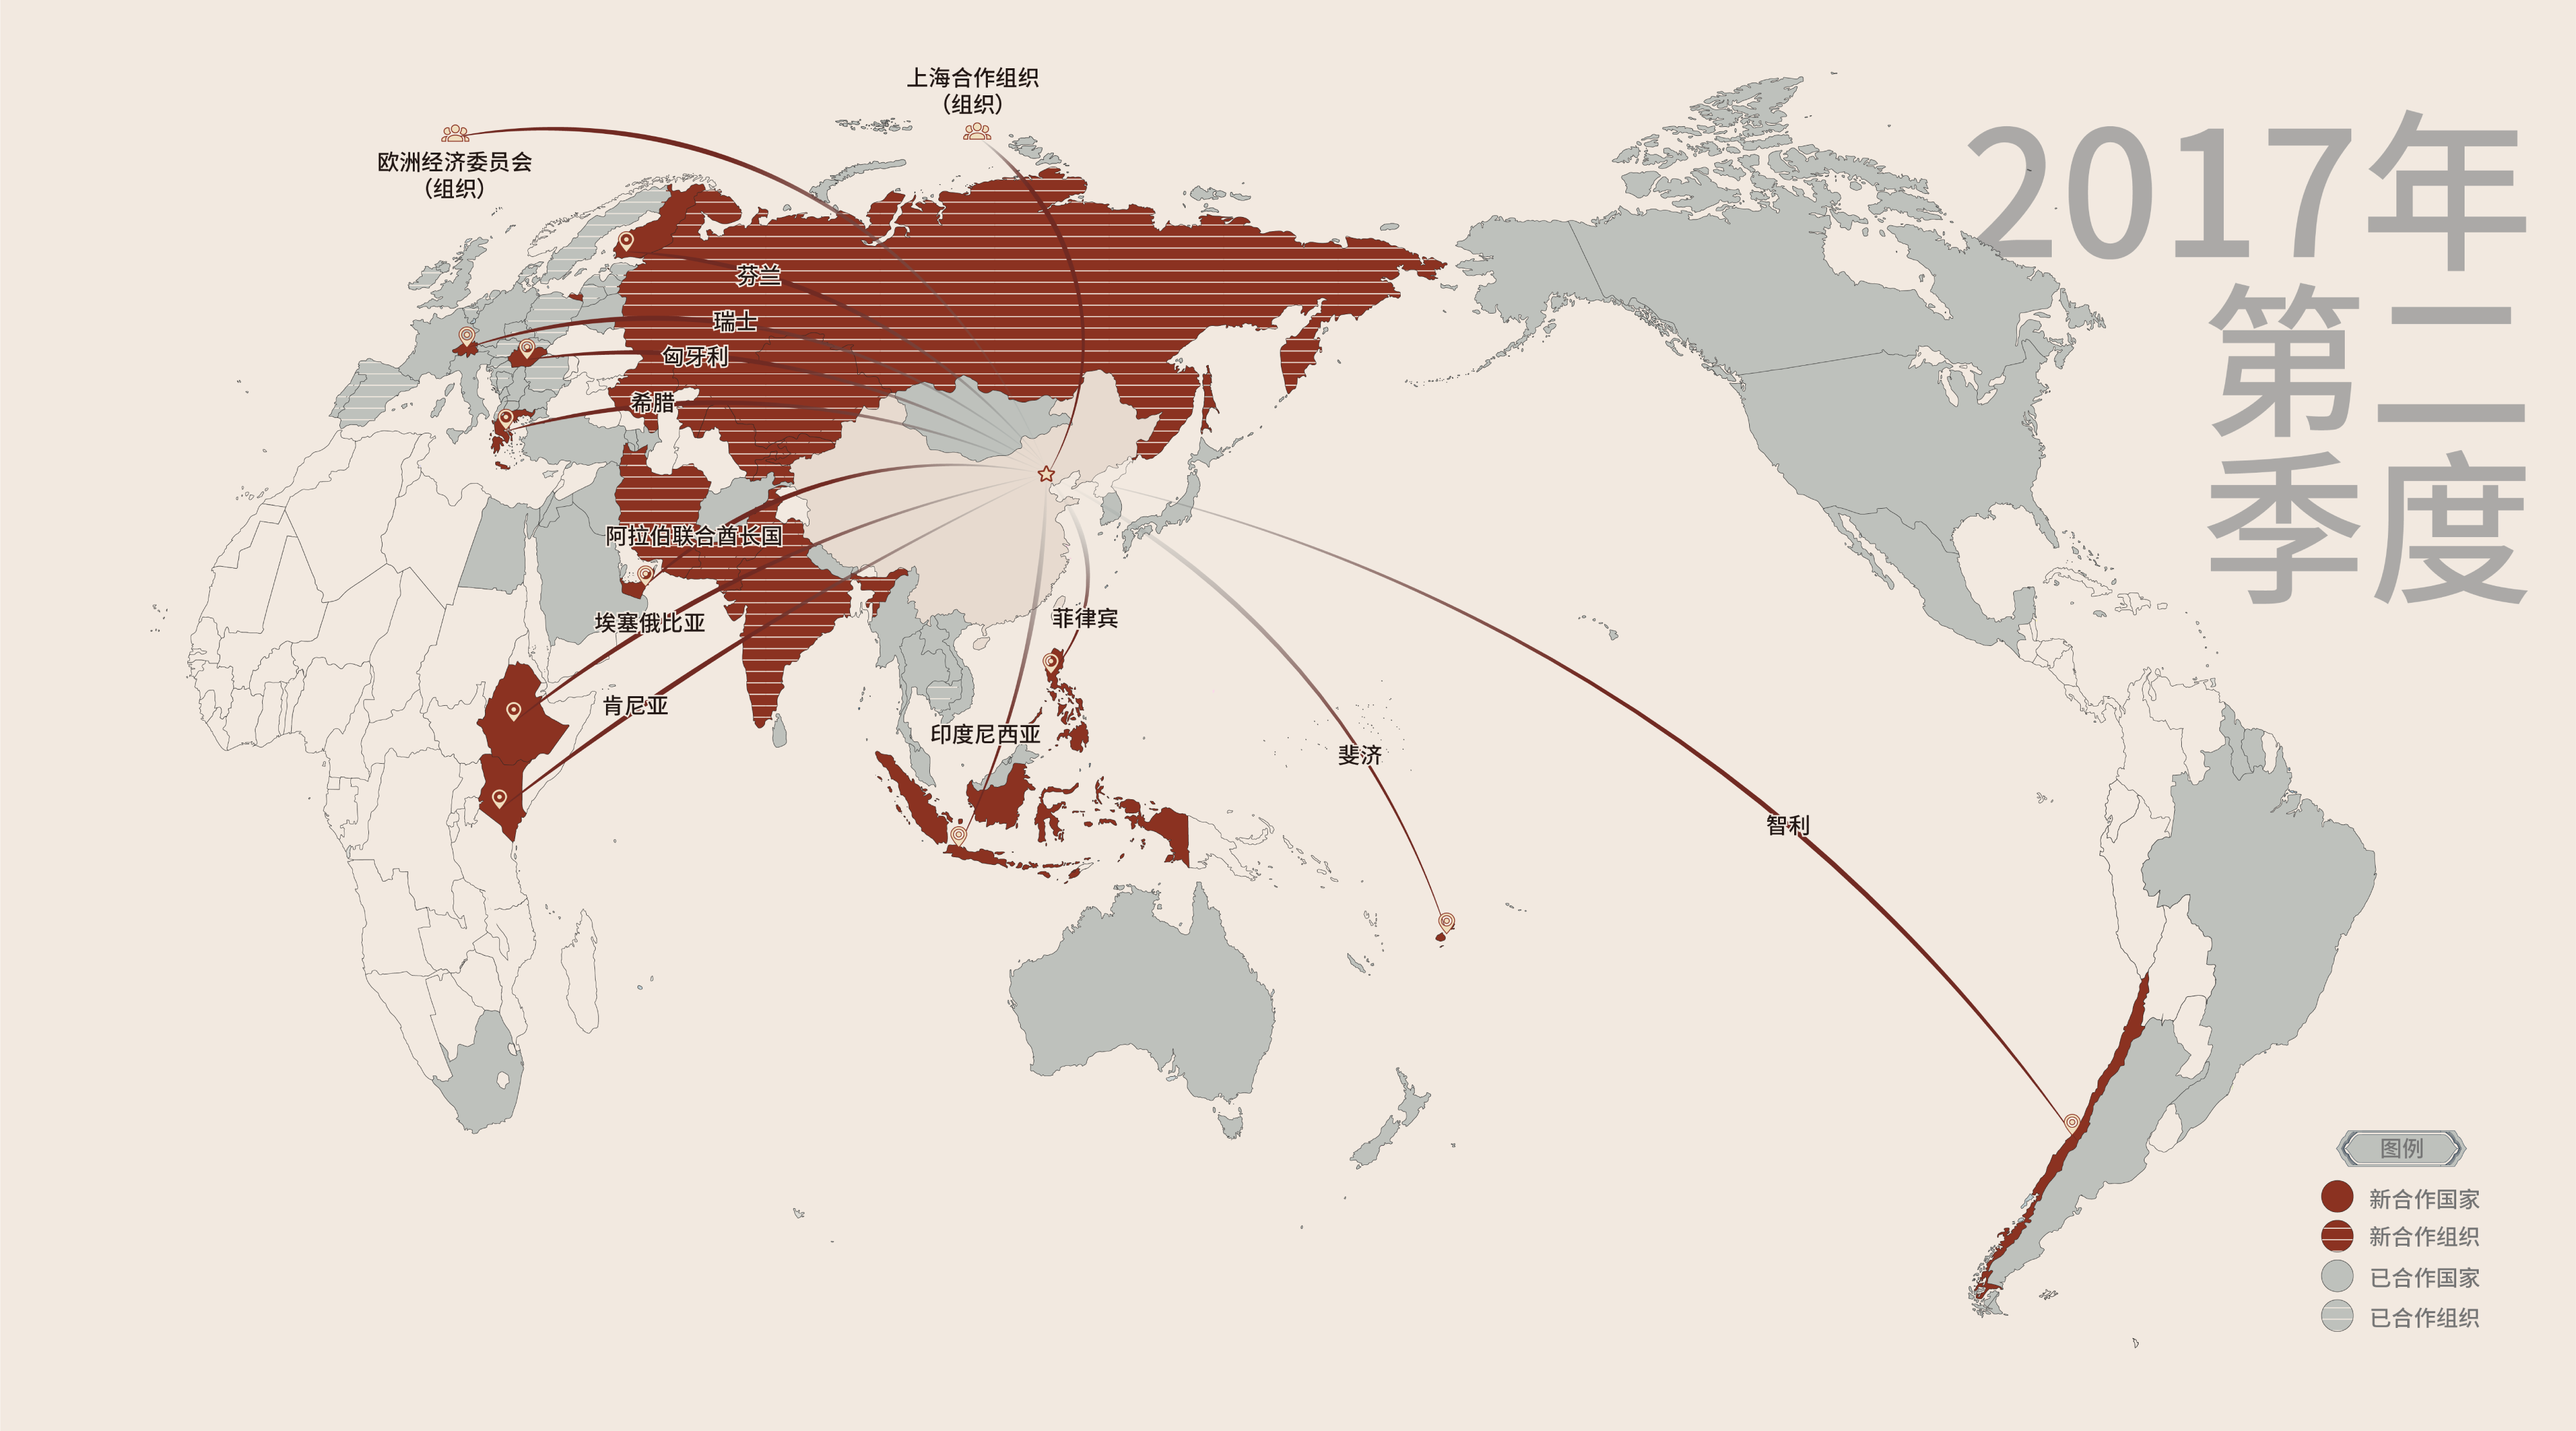 上海合作组织
（组织）
欧洲经济委员会
（组织）
2017年
第二
季度
芬兰
瑞士
匈牙利
希腊
阿拉伯联合酋长国
埃塞俄比亚
菲律宾
肯尼亚
印度尼西亚
斐济
智利
图例
新合作国家
新合作组织
已合作国家
已合作组织